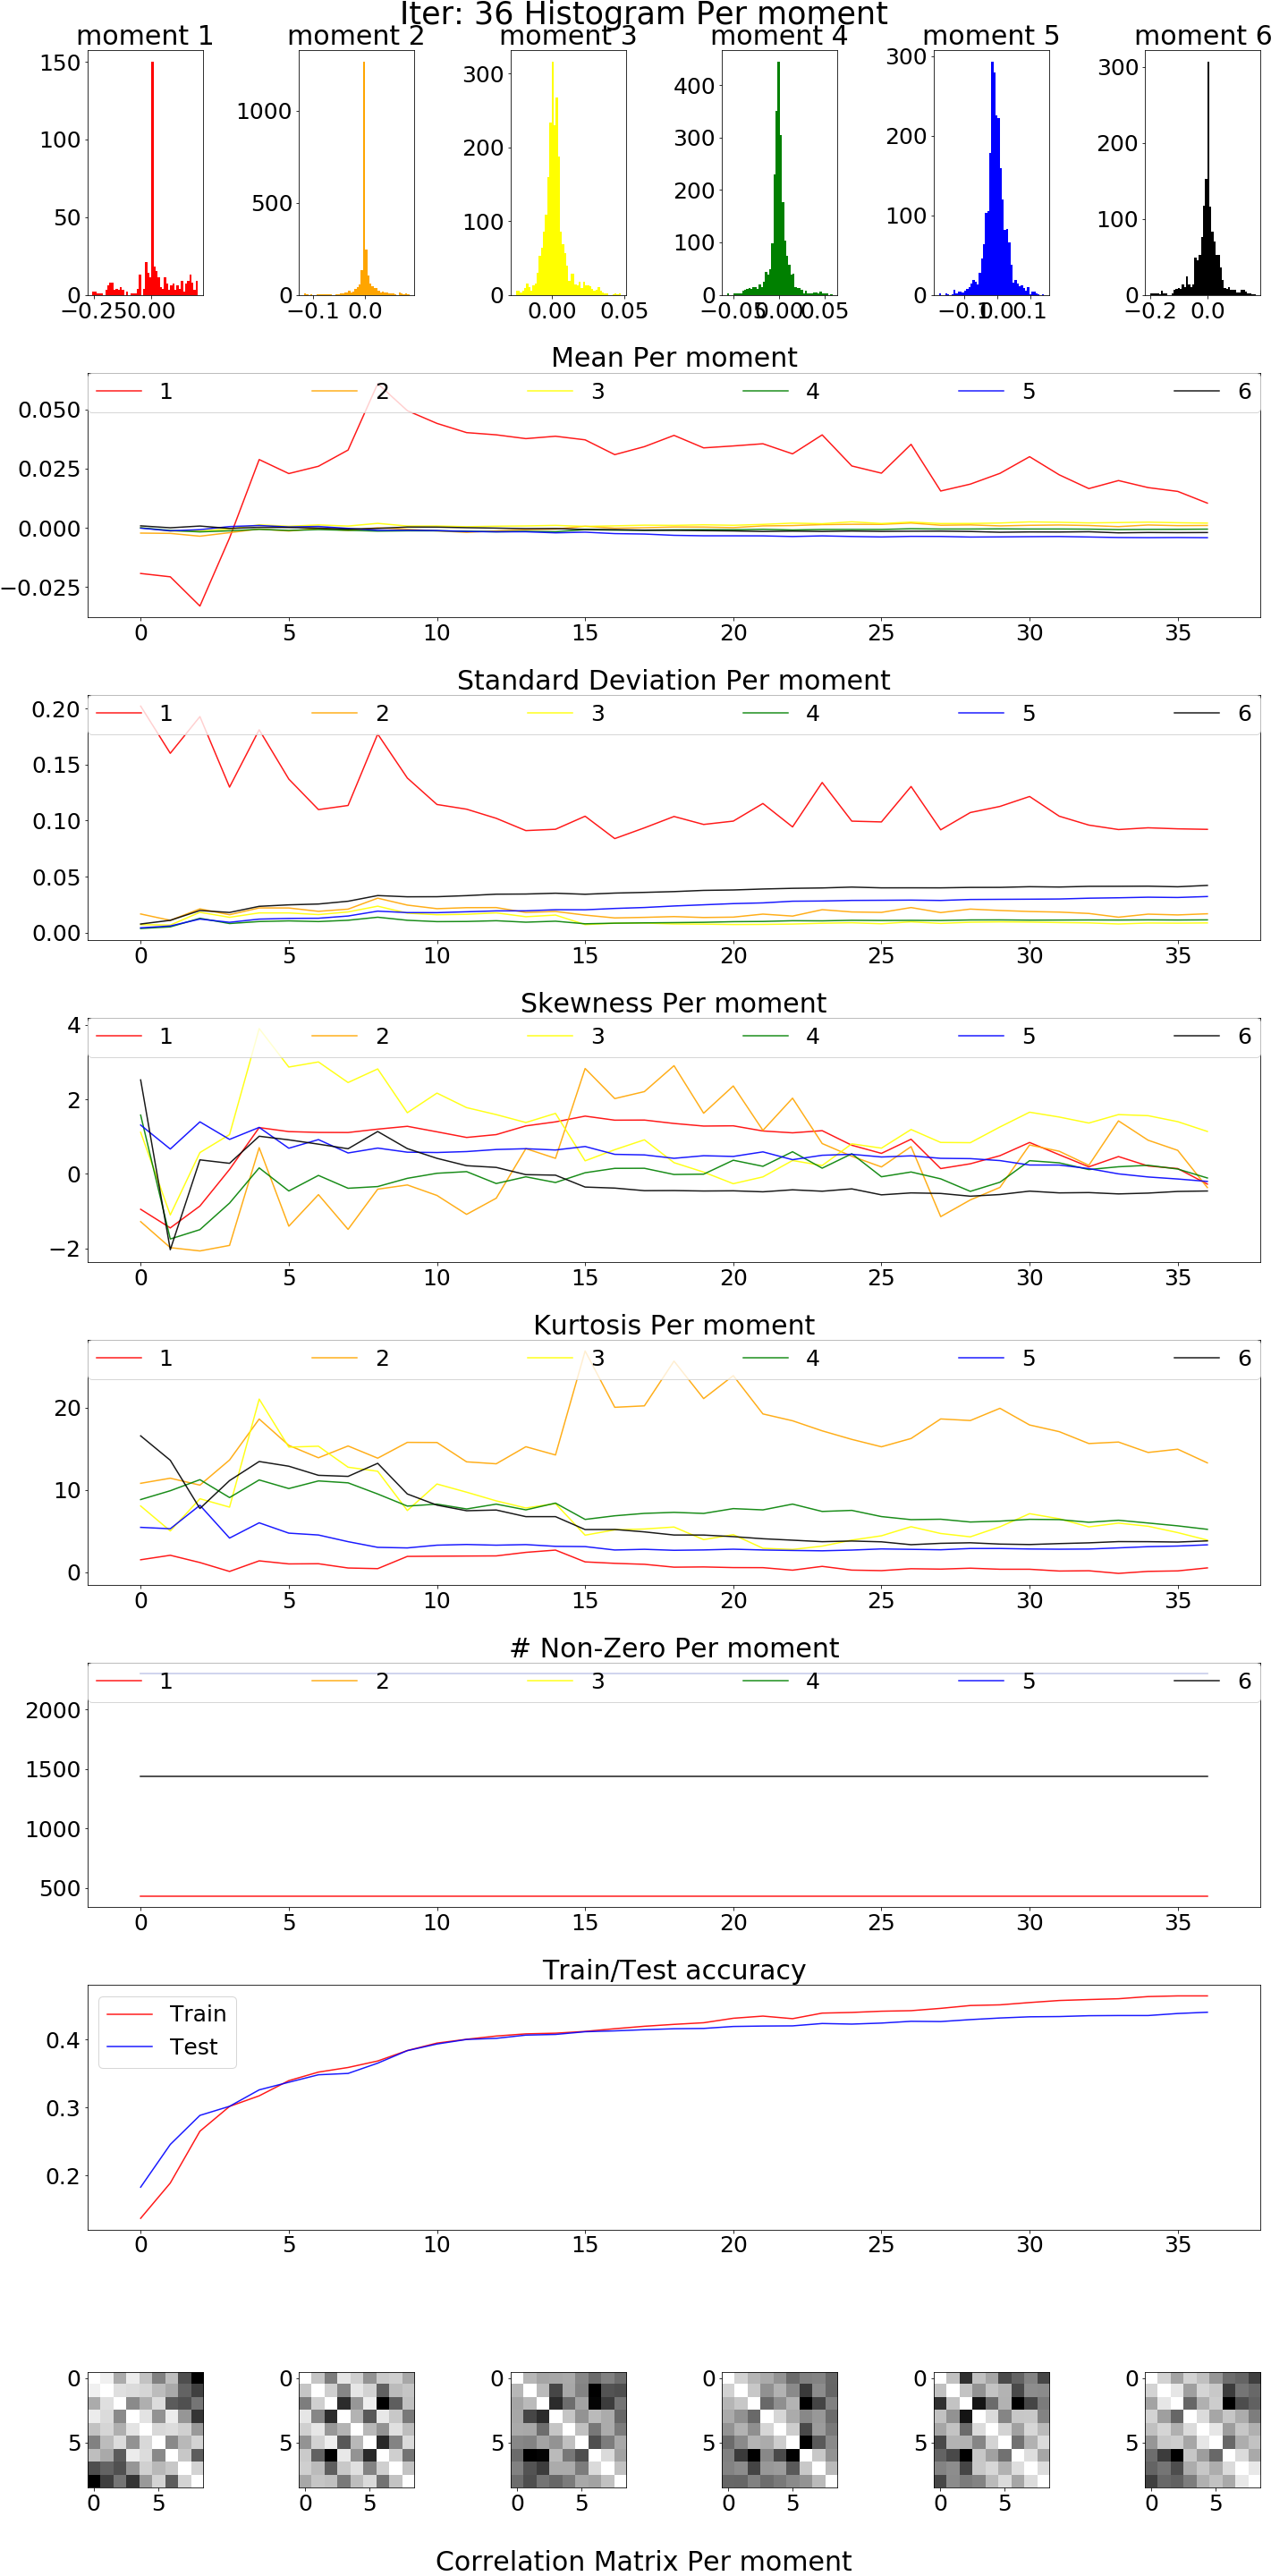 Iter: 36 Histogram Per moment
moment 1 moment 2 moment 3 moment 4 moment 5 moment 6
150 100 50 0 −0.25 0.00
1000 500 0 −0.1 0.0
300 200 100 0 0.00 0.05
400 300 200 100 0 −0.05 0.00 0.05
300 200 100 0 −0.1 0.0 0.1
300 200 100 0 −0.2 0.0
Mean Per moment
1 2 3 4 5 6
0.050
0.025
0.000
−0.025
0 5 10 15 20 25 30 35
Standard Deviation Per moment
1 2 3 4 5 6
0.20
0.15
0.10
0.05
0.00
0 5 10 15 20 25 30 35
Skewness Per moment
1 2 3 4 5 6
4
2
0
−2
0 5 10 15 20 25 30 35
Kurtosis Per moment
1 2 3 4 5 6
20
10
0
0 5 10 15 20 25 30 35
# Non-Zero Per moment
1 2 3 4 5 6
2000
1500
1000
500
0 5 10 15 20 25 30 35
Train/Test accuracy
Train
Test
0.4
0.3
0.2
0 5 10 15 20 25 30 35
0 0 0 0 0 0
5 5 5 5 5 5
0 5 0 5 0 5 0 5 0 5 0 5
Correlation Matrix Per moment